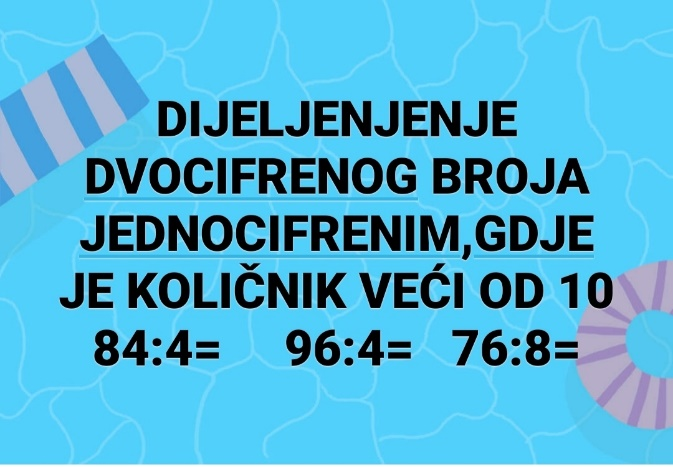 DIJELJENJENJE
DVOCIFRENOG BROJA
JEDNOCIFRENIM,GDJE
JE KOLIČNIK VEĆI OD 10
84:4= 96:4= 76:8=